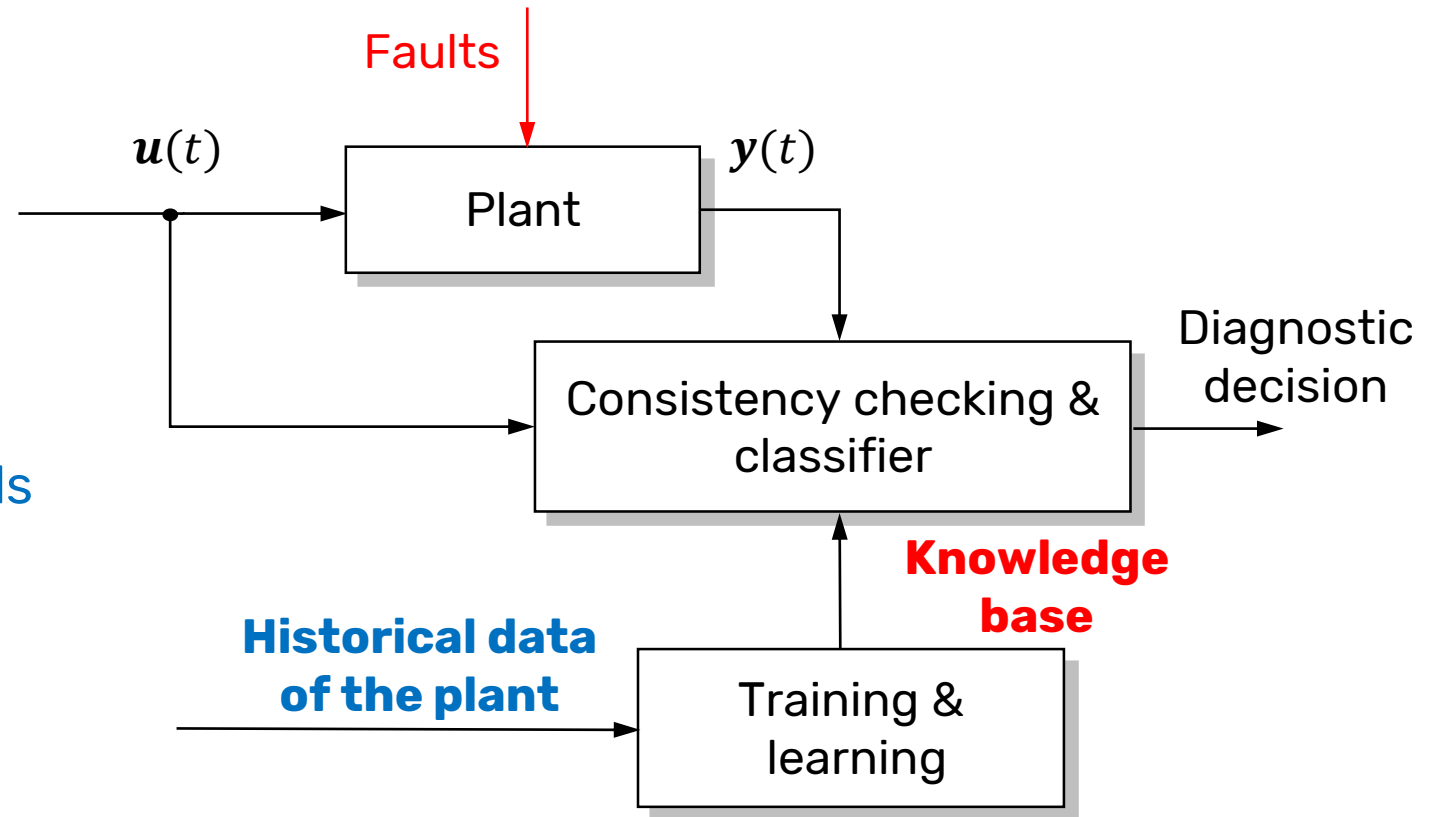 Faults
u(t)
y(t)
Plant
Diagnostic
decision
Consistency checking &
classifier
ls
Knowledge
base
Historical data
of the plant
Training &
learning